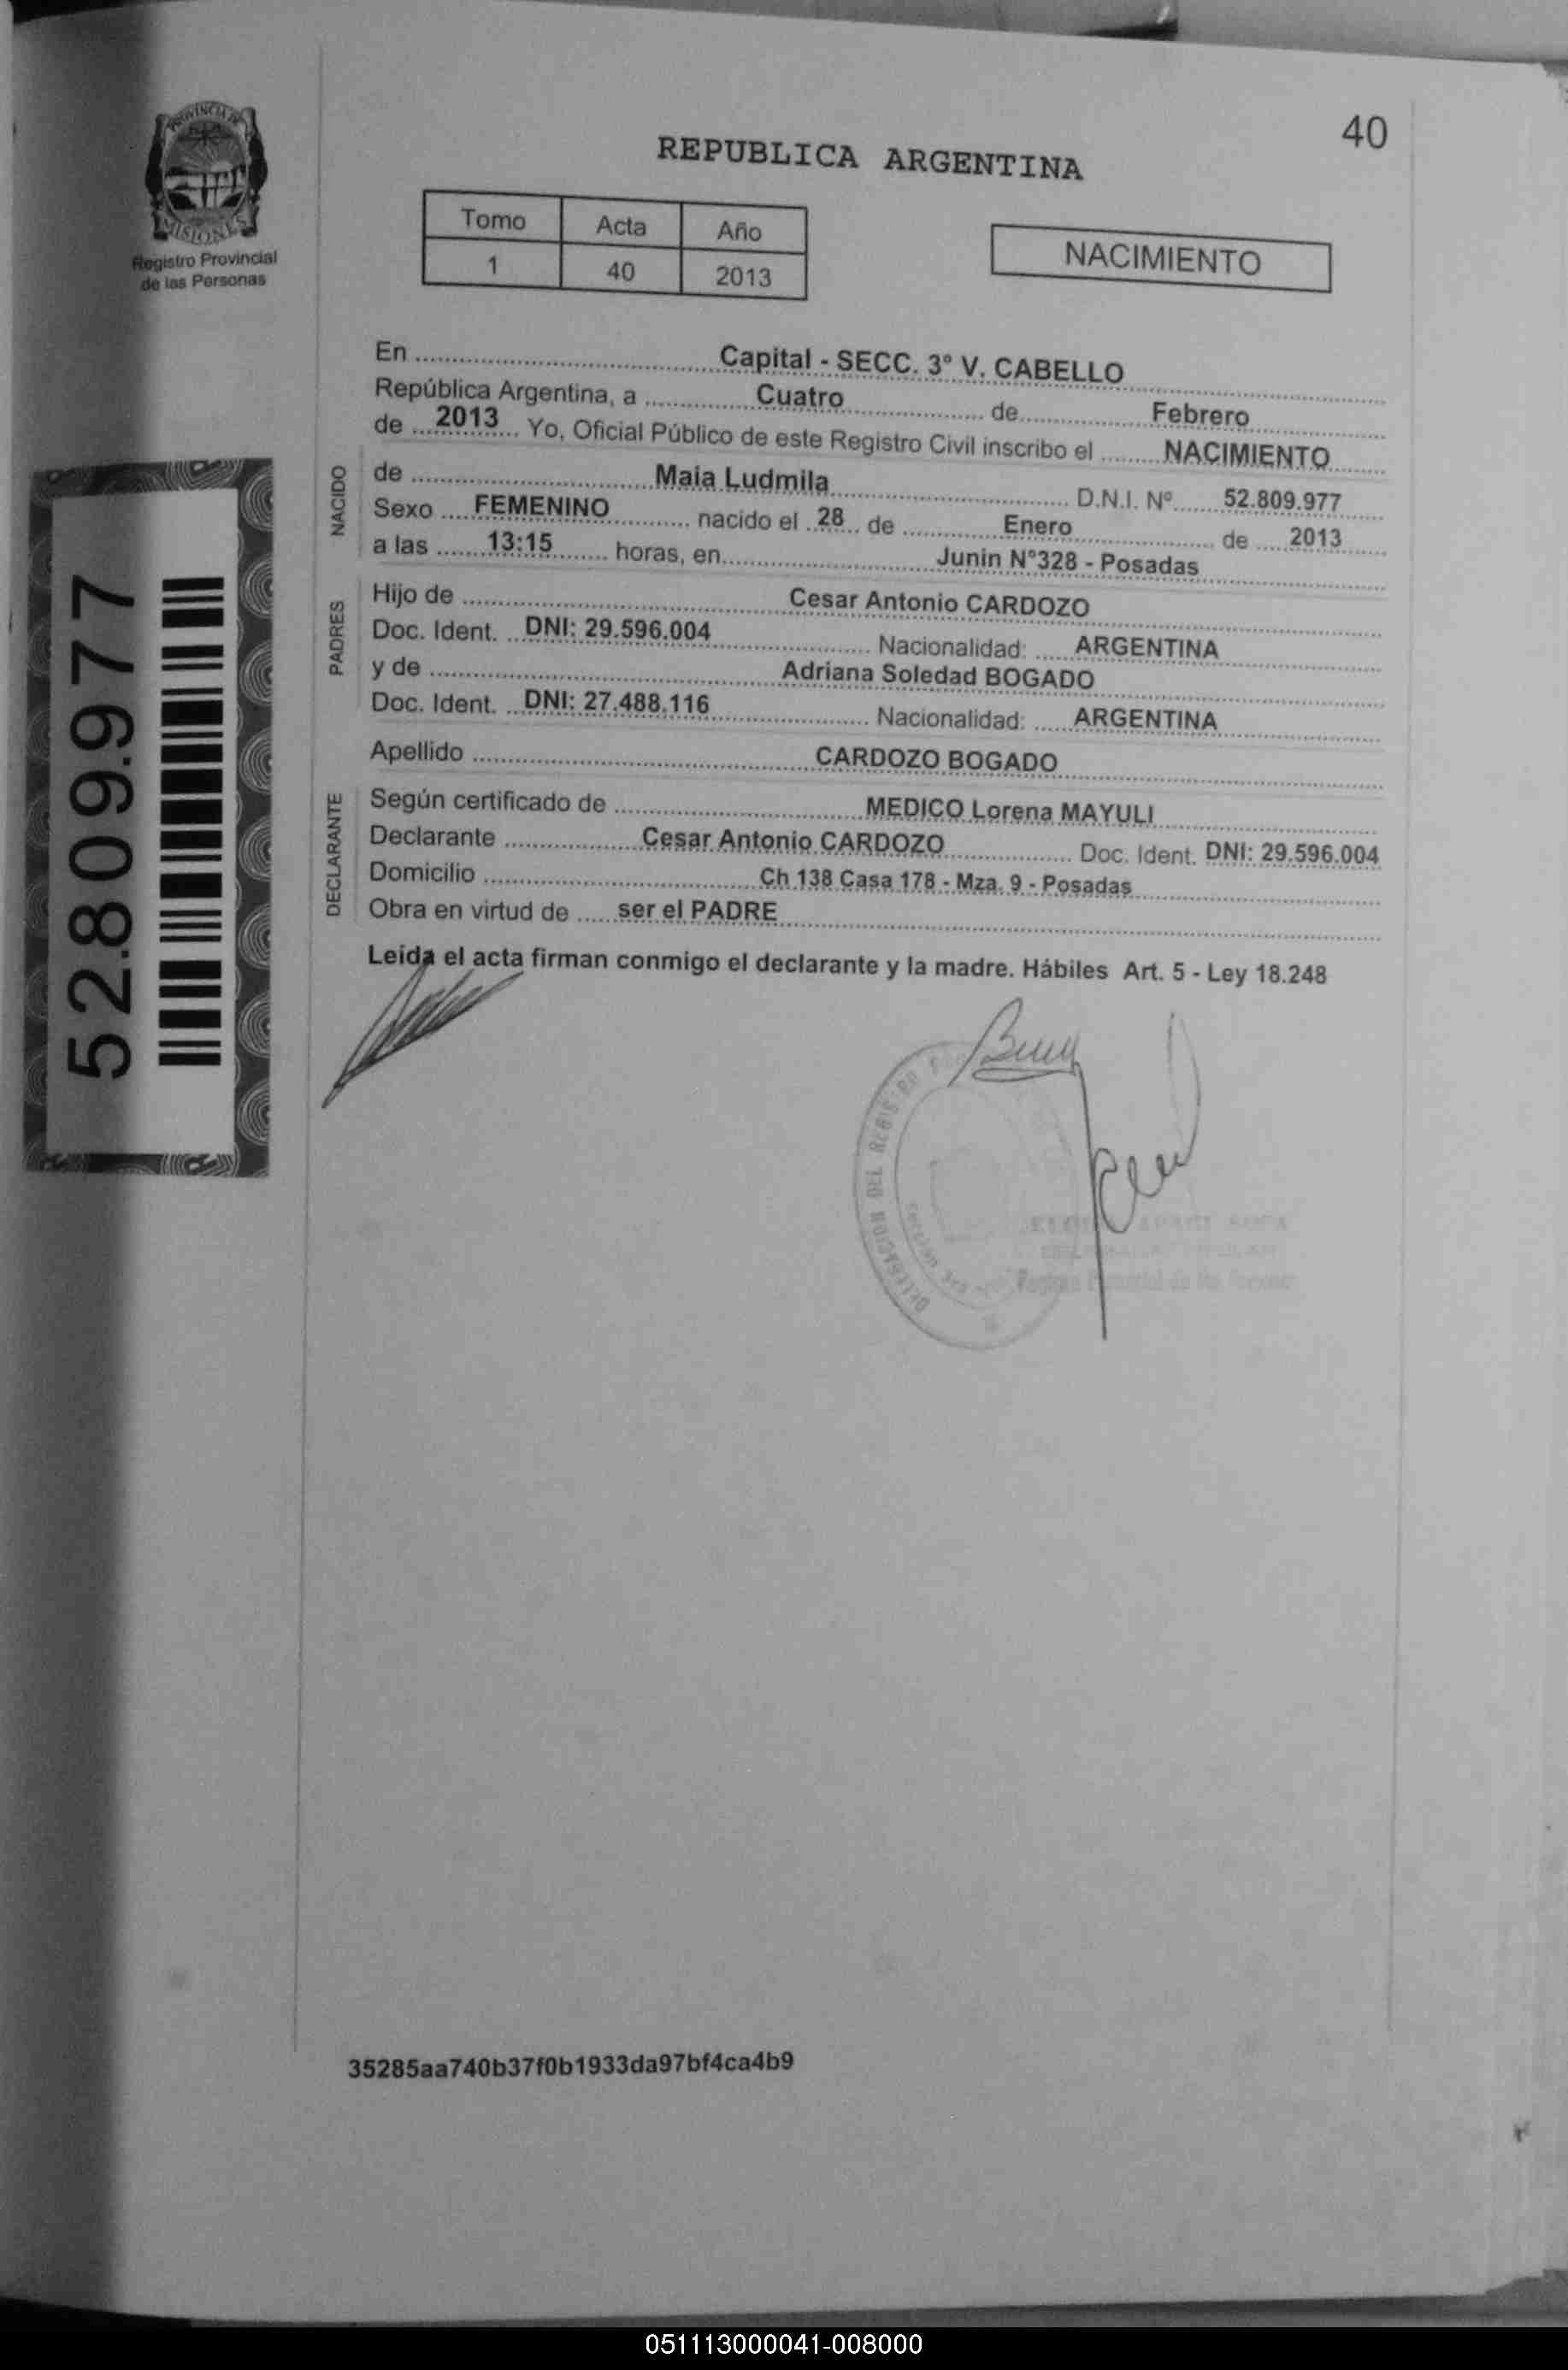 40
PROVINCIA DE
MISIONES
Registro Provincial
de las Personas
REPUBLICA ARGENTINA
Tomo Acta Año
1 40 2013
NACIMIENTO
En ........ Capital - SECC. 3° V. CABELLO ........
República Argentina, a ........ Cuatro ........ de ........ Febrero ........
de ... 2013 ... Yo, Oficial Público de este Registro Civil inscribo el ........ NACIMIENTO ........
NACIDO
de ........ Maia Ludmila ........ D.N.I. Nº ........ 52.809.977 ........
Sexo .... FEMENINO ........ nacido el .. 28 .. de ........ Enero ........ de ..... 2013 ........
a las ....... 13:15 ....... horas, en ........ Junin N°328 - Posadas ........
PADRES
Hijo de ........ Cesar Antonio CARDOZO ........
Doc. Ident. .. DNI: 29.596.004 ........ Nacionalidad: ..... ARGENTINA ........
y de ........ Adriana Soledad BOGADO ........
Doc. Ident. .. DNI: 27.488.116 ........ Nacionalidad: ..... ARGENTINA ........
Apellido ........ CARDOZO BOGADO ........
DECLARANTE
Según certificado de ........ MEDICO Lorena MAYULI ........
Declarante ........ Cesar Antonio CARDOZO ........ Doc. Ident. DNI: 29.596.004
Domicilio ........ Ch 138 Casa 178 - Mza. 9 - Posadas ........
Obra en virtud de ...... ser el PADRE ........
Leida el acta firman conmigo el declarante y la madre. Hábiles Art. 5 - Ley 18.248
52.809.977
DELEGACION DEL REGISTRO
35285aa740b37f0b1933da97bf4ca4b9
051113000041-008000